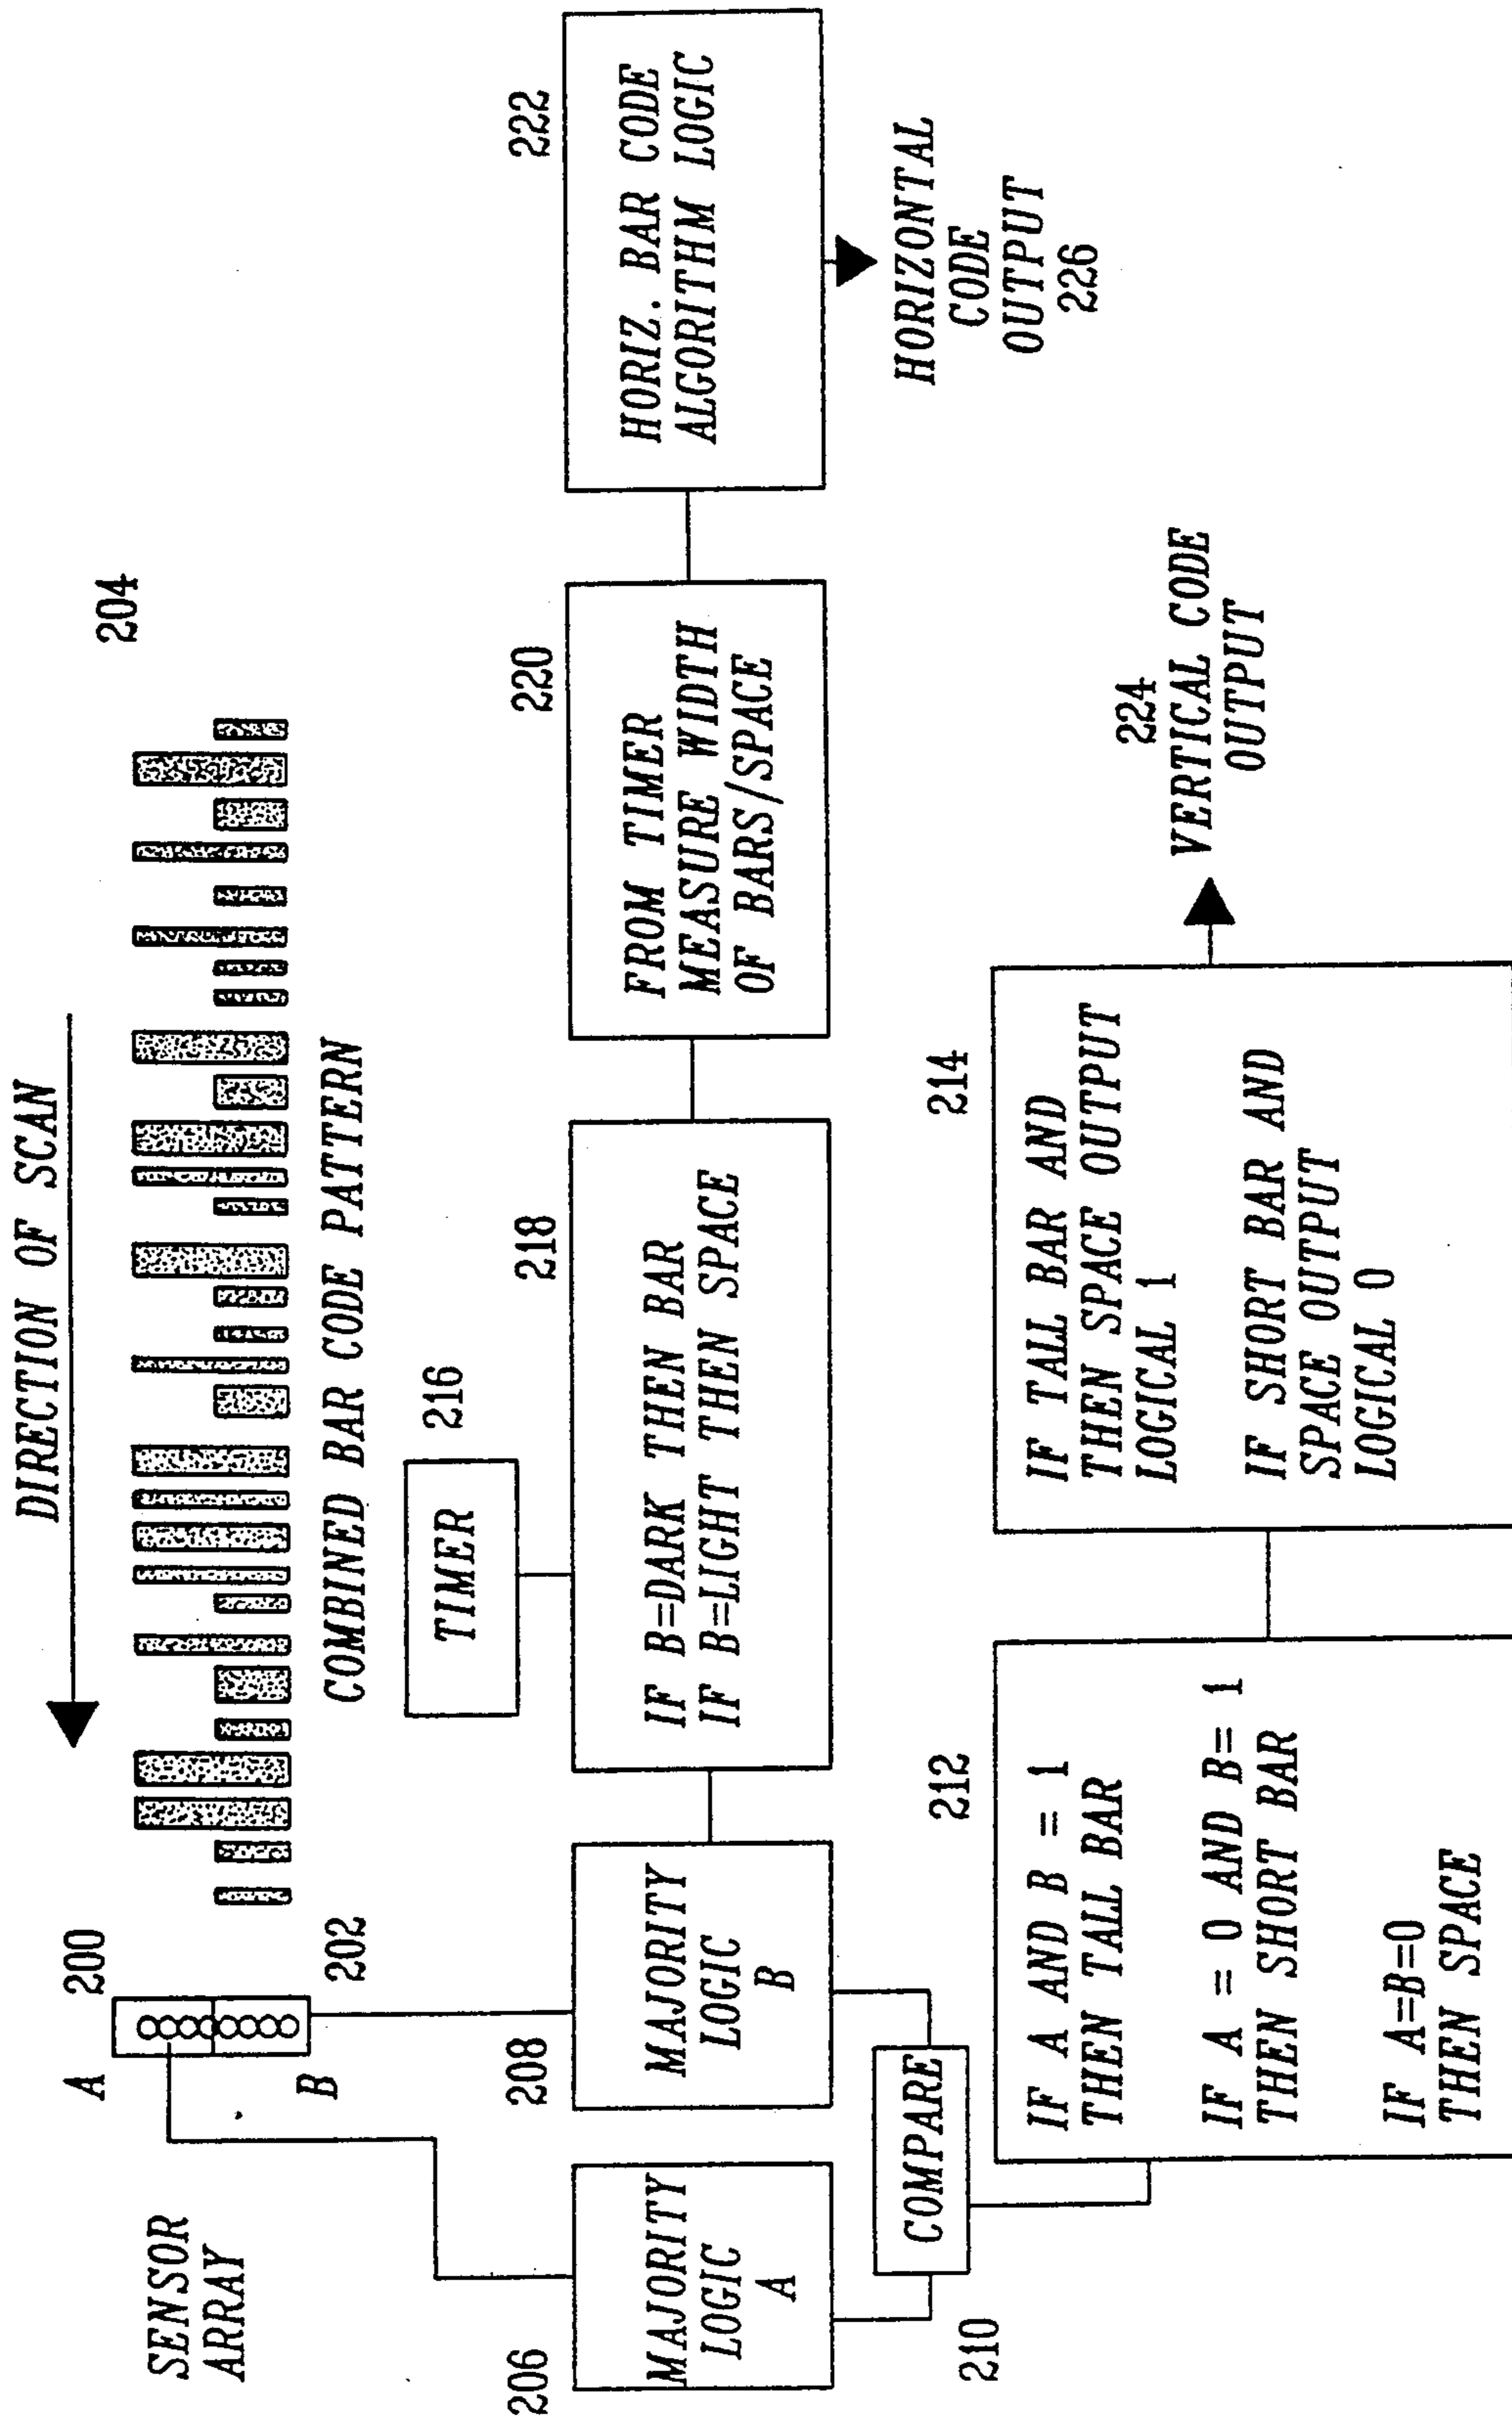 DIRECTION OF SCAN
204
SENSOR
ARRAY
A
200
B
202
COMBINED BAR CODE PATTERN
TIMER
216
206
MAJORITY
LOGIC
A
208
MAJORITY
LOGIC
B
218
IF B=DARK THEN BAR
IF B=LIGHT THEN SPACE
220
FROM TIMER
MEASURE WIDTH
OF BARS/SPACE
222
HORIZ. BAR CODE
ALGORITHM LOGIC
HORIZONTAL
CODE
OUTPUT
226
210
COMPARE
212
IF A AND B = 1
THEN TALL BAR
IF A = 0 AND B= 1
THEN SHORT BAR
IF A=B=0
THEN SPACE
214
IF TALL BAR AND
THEN SPACE OUTPUT
LOGICAL 1
IF SHORT BAR AND
SPACE OUTPUT
LOGICAL 0
224
VERTICAL CODE
OUTPUT